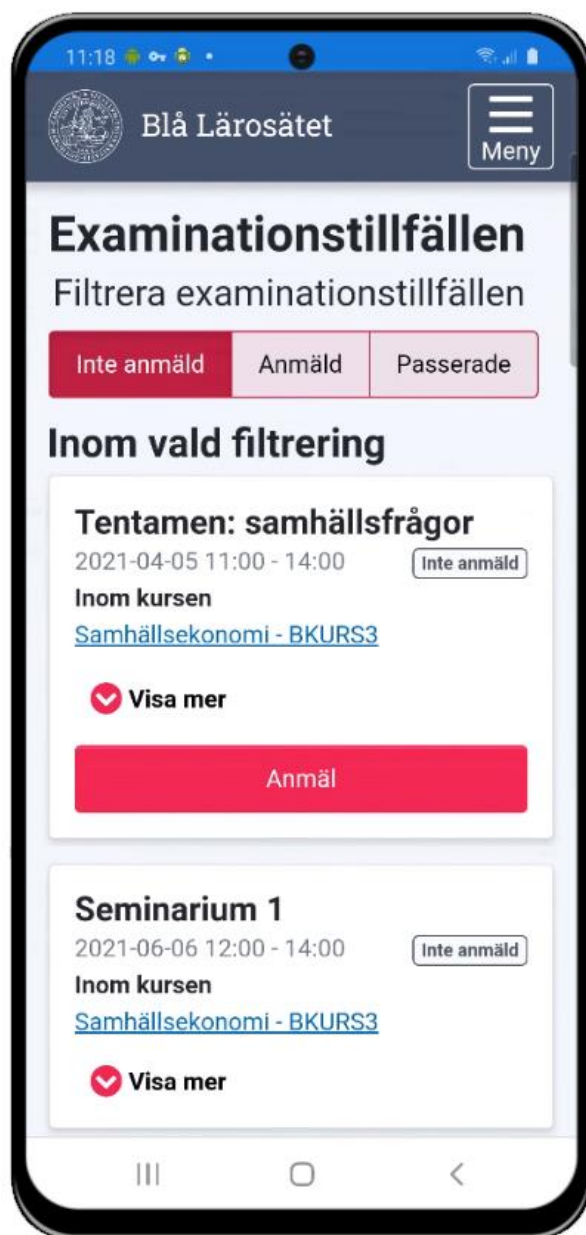 11:18
Blå Lärosätet
Meny
Examinationstillfällen
Filtrera examinationstillfällen
Inte anmäld Anmäld Passerade
Inom vald filtrering
Tentamen: samhällsfrågor
2021-04-05 11:00 - 14:00 Inte anmäld
Inom kursen
Samhällsekonomi - BKURS3
Visa mer
Anmäl
Seminarium 1
2021-06-06 12:00 - 14:00 Inte anmäld
Inom kursen
Samhällsekonomi - BKURS3
Visa mer